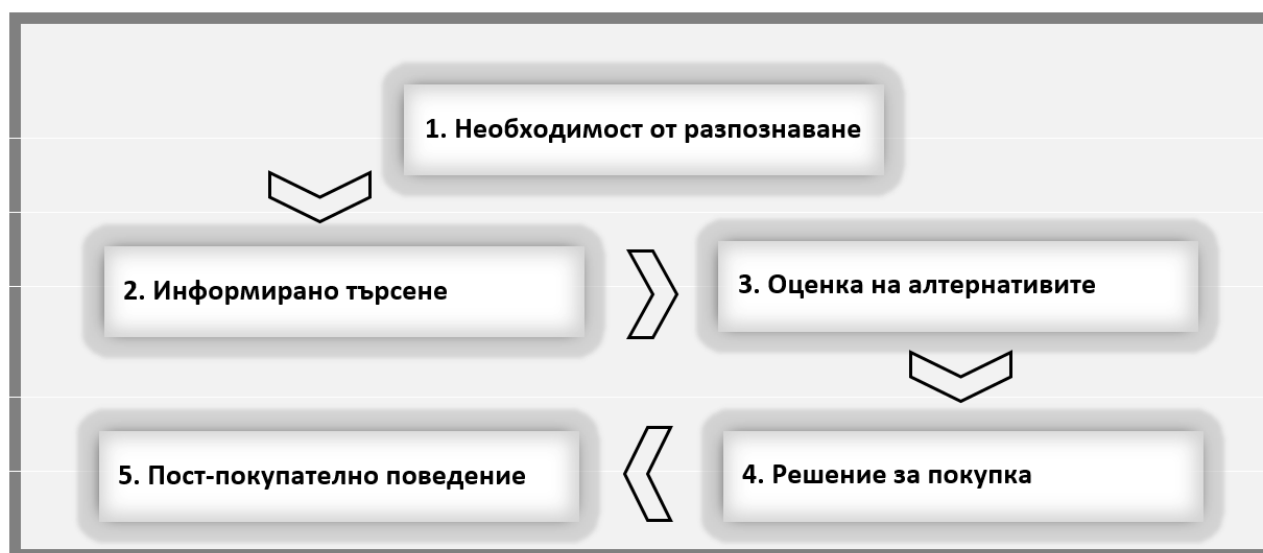 1. Необходимост от разпознаване
2. Информирано търсене
3. Оценка на алтернативите
4. Решение за покупка
5. Пост-покупателно поведение